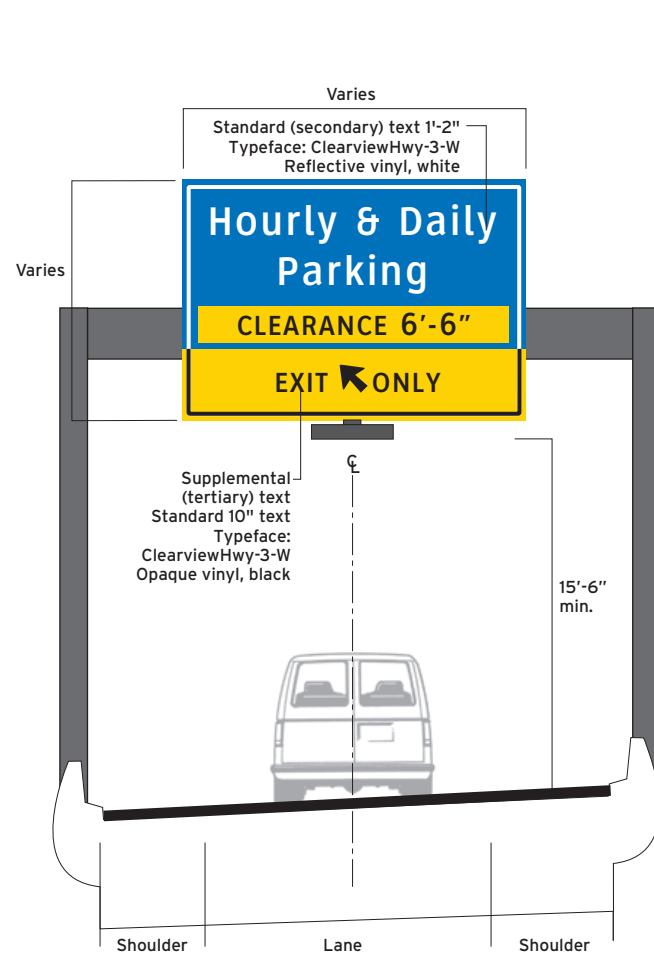 Varies
Standard (secondary) text 1'-2"
Typeface: ClearviewHwy-3-W
Reflective vinyl, white
Hourly & Daily
Parking
Varies
CLEARANCE 6’-6”
EXIT ONLY
℄
Supplemental
(tertiary) text
Standard 10" text
Typeface:
ClearviewHwy-3-W
Opaque vinyl, black
15’-6’’
min.
Shoulder Lane Shoulder